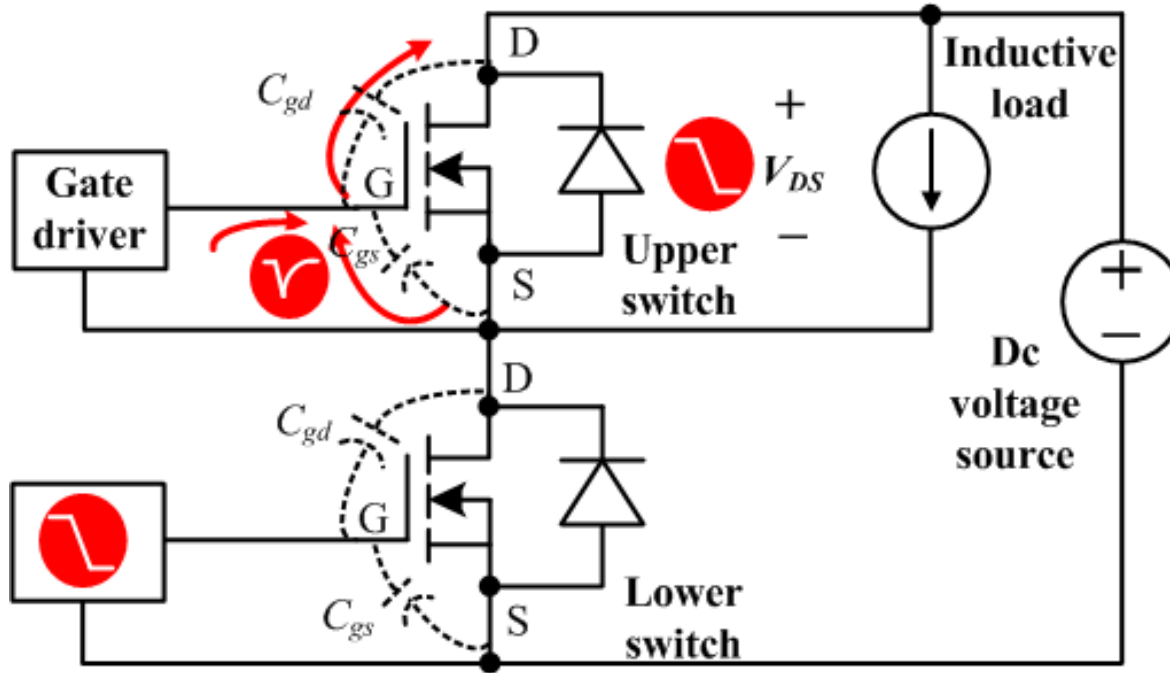 D
Inductive
load
C_gd
+
V_DS
−
Gate
driver
G
C_gs
Upper
switch
S
+
−
Dc
voltage
source
D
C_gd
G
C_gs
S
Lower
switch